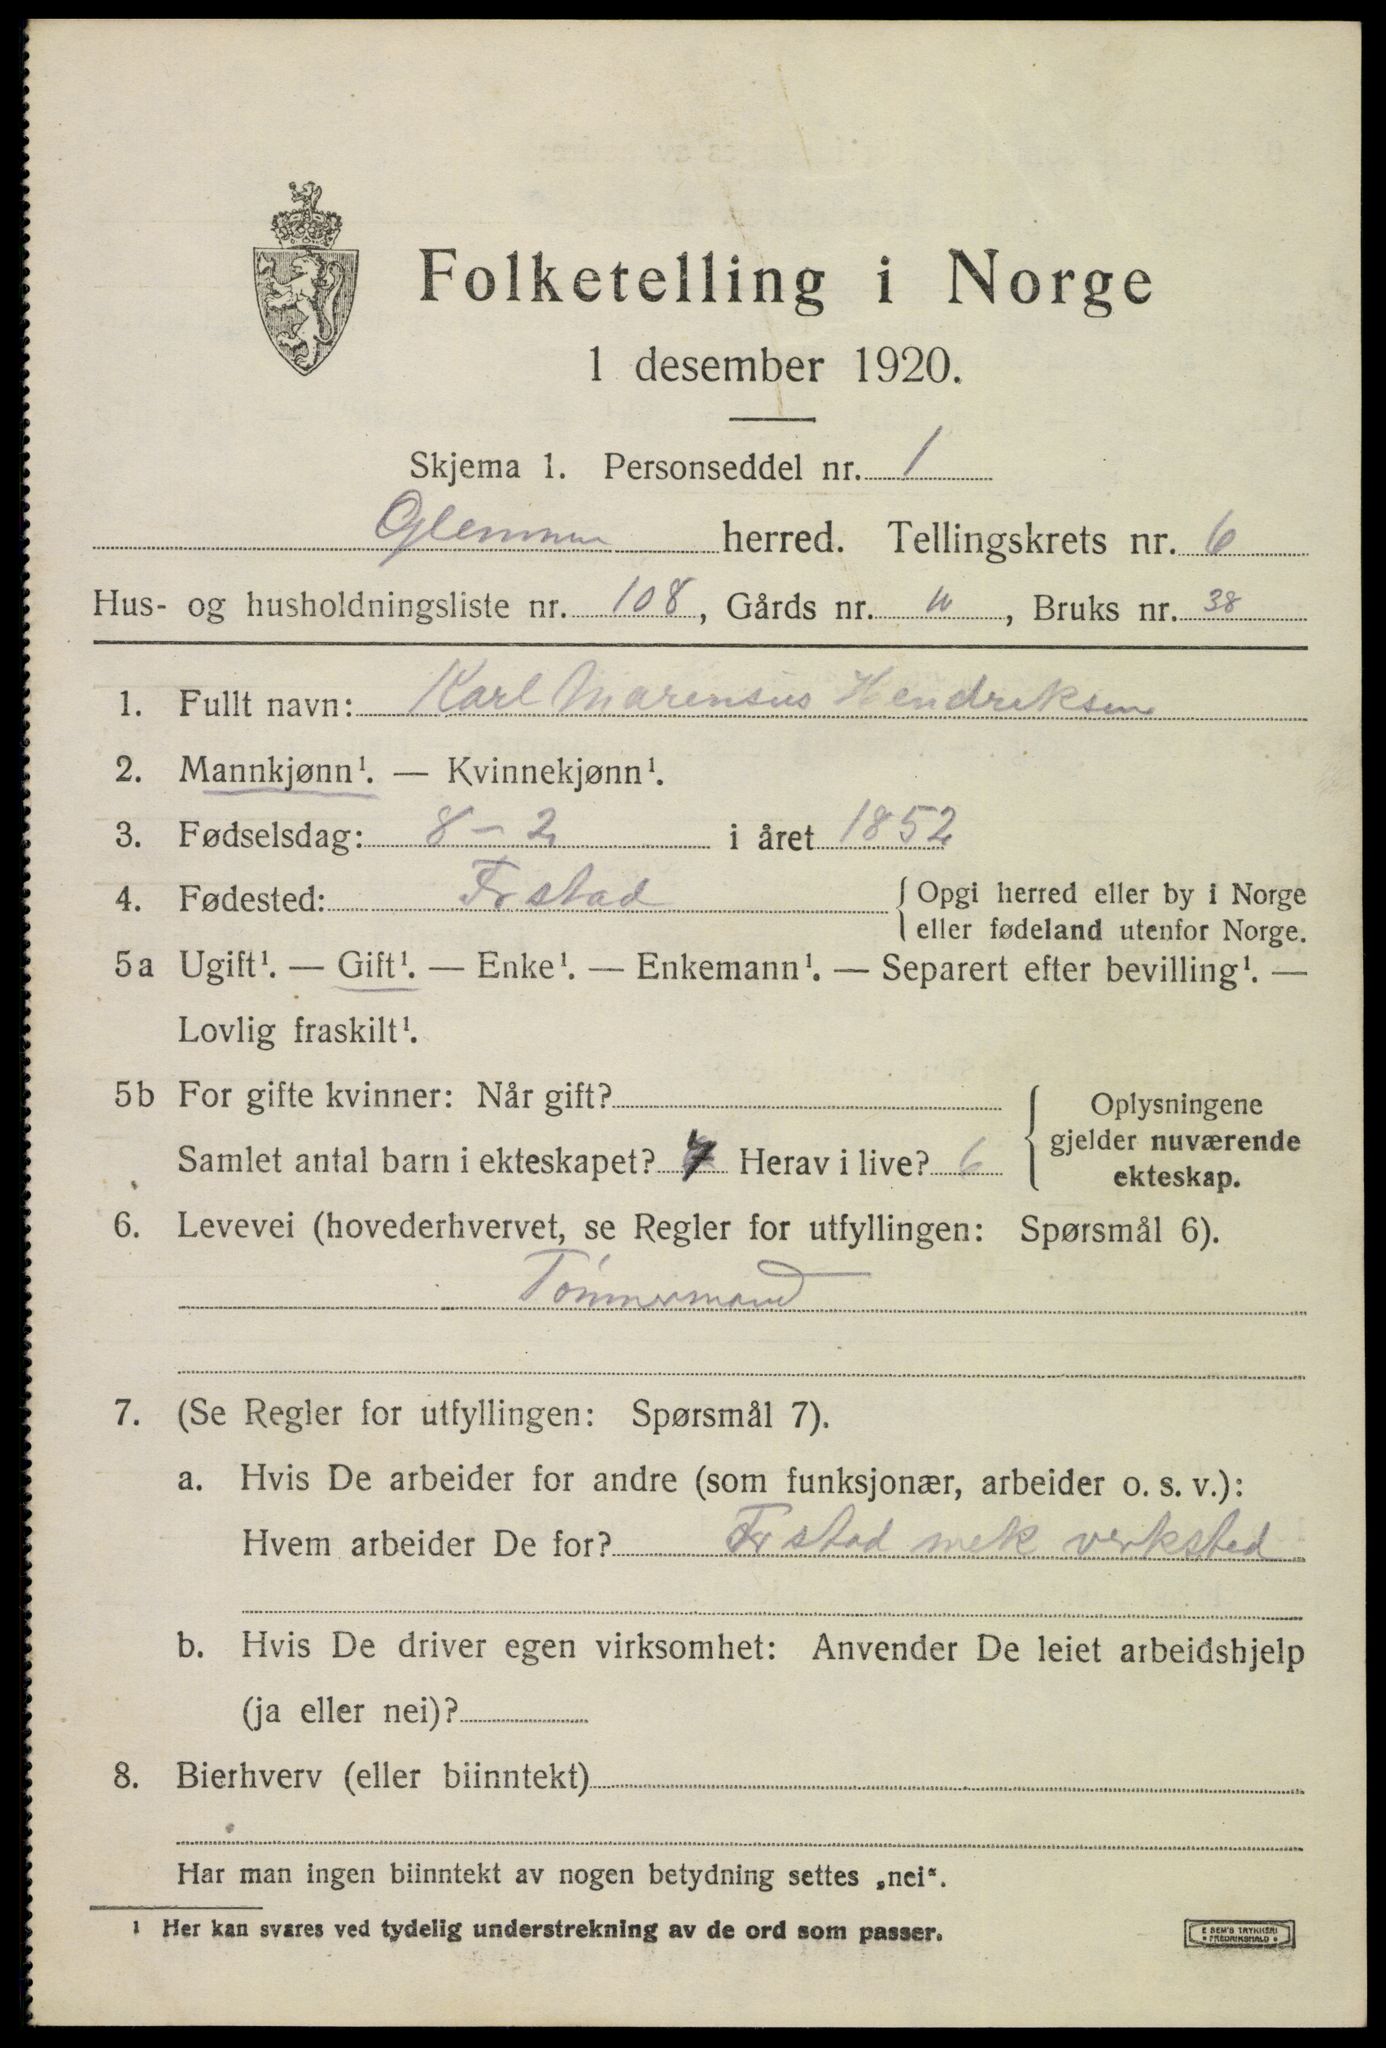 Folketelling i Norge
1 desember 1920.
Skjema 1. Personseddel nr. 1
Glemmen herred. Tellingskrets nr. 6
Hus- og husholdningsliste nr. 108, Gårds nr. , Bruks nr. 38
1. Fullt navn: Karl Marensius Hendriksen
2. Mannkjønn¹. — Kvinnekjønn¹.
3. Fødselsdag: 8-2 i året 1852
4. Fødested: Frstad { Opgi herred eller by i Norge
eller fødeland utenfor Norge.
5a Ugift¹. — Gift¹. — Enke¹. — Enkemann¹. — Separert efter bevilling¹. —
Lovlig fraskilt¹.
5b For gifte kvinner: Når gift? { Oplysningene
gjelder nuværende
Samlet antal barn i ekteskapet? 7 Herav i live? 6
ekteskap.
6. Levevei (hovederhvervet, se Regler for utfyllingen: Spørsmål 6).
Tømmermand
7. (Se Regler for utfyllingen: Spørsmål 7).
a. Hvis De arbeider for andre (som funksjonær, arbeider o. s. v.):
Hvem arbeider De for? Frstad mek verksted
b. Hvis De driver egen virksomhet: Anvender De leiet arbeidshjelp
(ja eller nei)?
8. Bierhverv (eller biinntekt)
Har man ingen biinntekt av nogen betydning settes „nei“.
¹ Her kan svares ved tydelig understrekning av de ord som passer.
E SEM'S TRYKKERI
FREDRIKSHALD